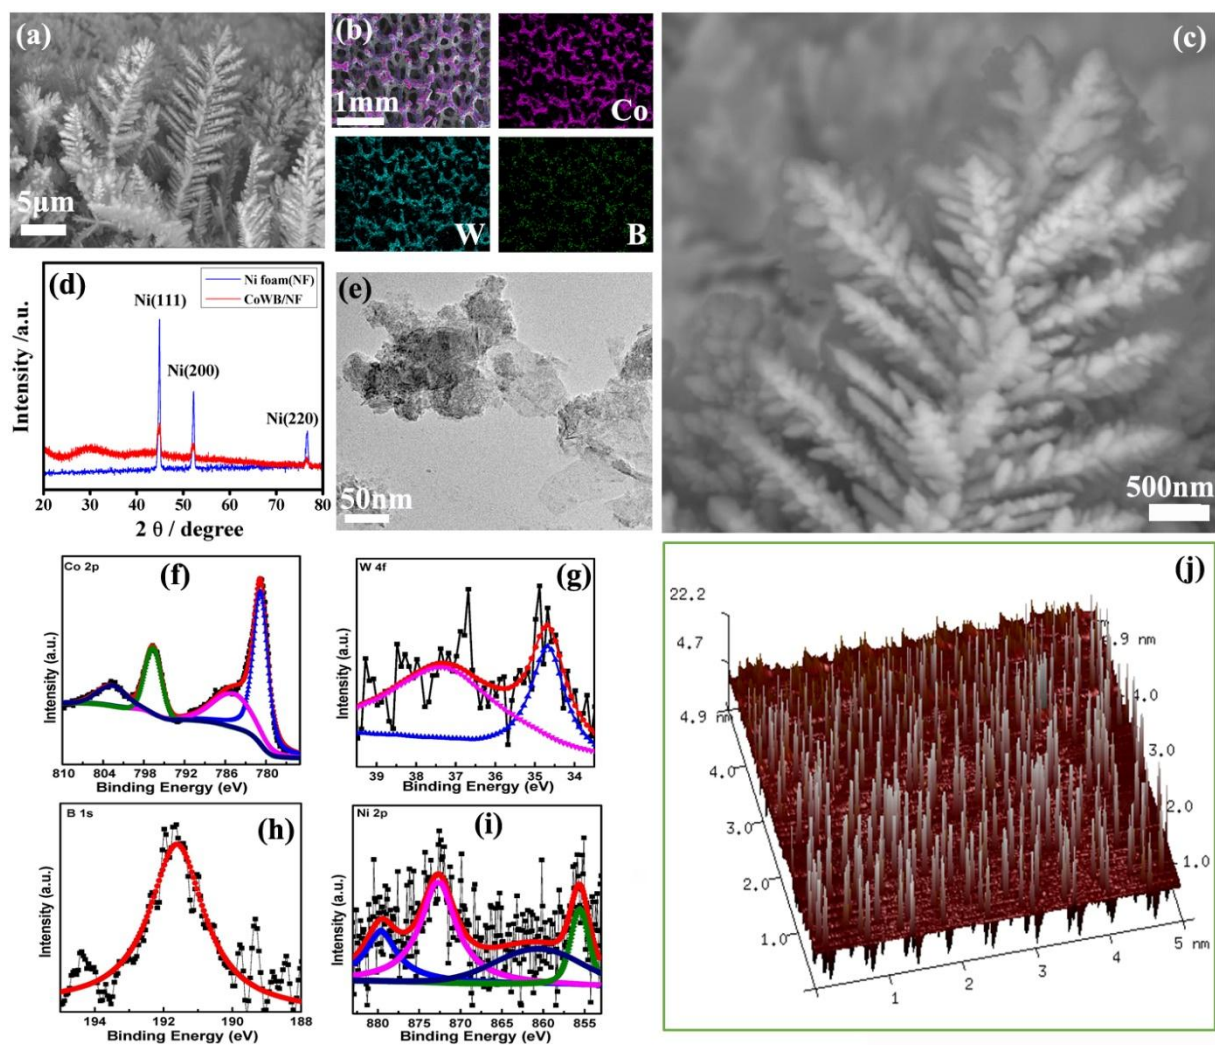 (a)
5μm
(b)
1mm
Co
W
B
(c)
500nm
(d)
Ni foam(NF)
CoWB/NF
Ni(111)
Ni(200)
Ni(220)
Intensity /a.u.
20 30 40 50 60 70 80
2 θ / degree
(e)
50nm
Co 2p
(f)
Intensity (a.u.)
810 804 798 792 786 780
Binding Energy (eV)
W 4f
(g)
Intensity (a.u.)
39 38 37 36 35 34
Binding Energy (eV)
B 1s
(h)
Intensity (a.u.)
194 192 190 188
Binding Energy (eV)
Ni 2p
(i)
Intensity (a.u.)
880 875 870 865 860 855
Binding Energy (eV)
(j)
22.2
4.7
4.9 nm
4.0
3.0
2.0
1.0
.9 nm
4.0
3.0
2.0
1.0
1 2 3 4 5 nm